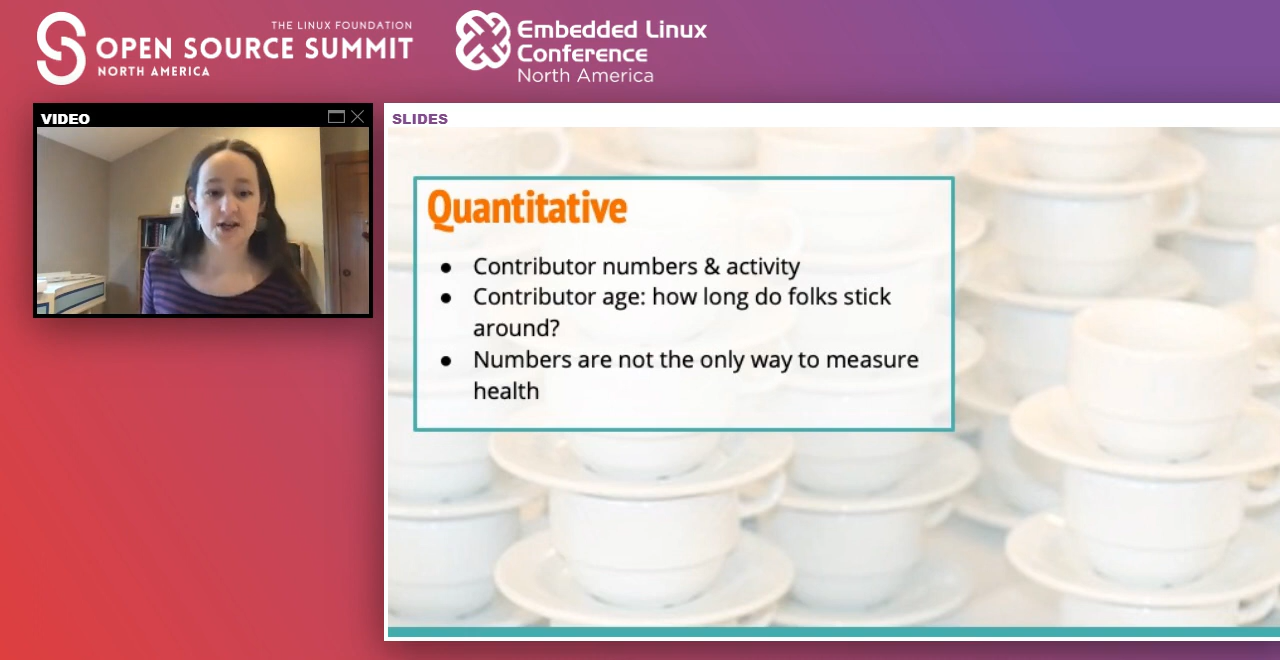 THE LINUX FOUNDATION
OPEN SOURCE SUMMIT
NORTH AMERICA
Embedded Linux
Conference
North America
VIDEO
SLIDES
Quantitative
● Contributor numbers & activity
● Contributor age: how long do folks stick
around?
● Numbers are not the only way to measure
health